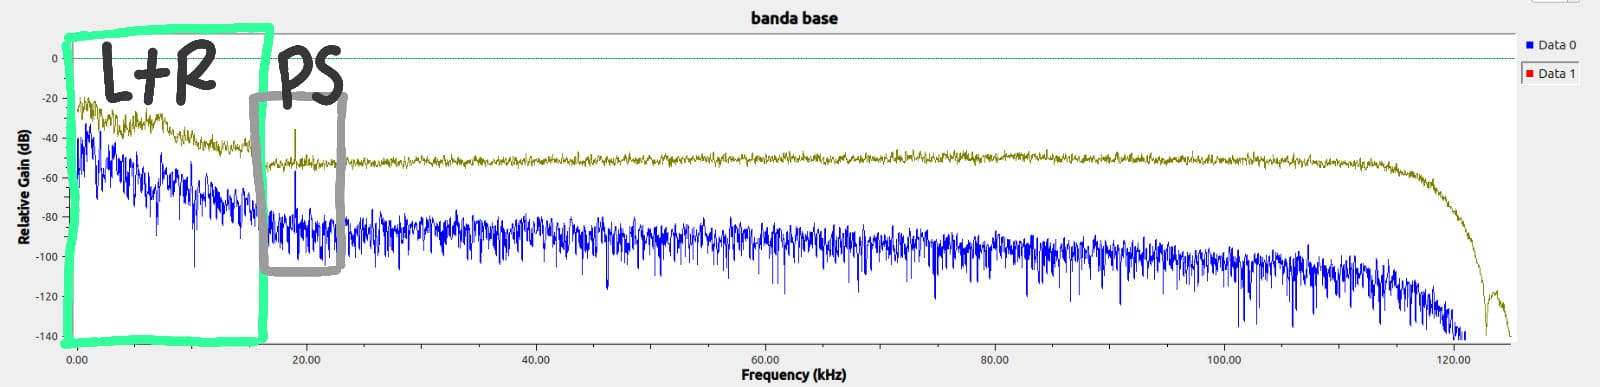 banda base
L+R
PS
Data 0
Data 1
Relative Gain (dB)
0
-20
-40
-60
-80
-100
-120
-140
0.00 20.00 40.00 60.00 80.00 100.00 120.00
Frequency (kHz)